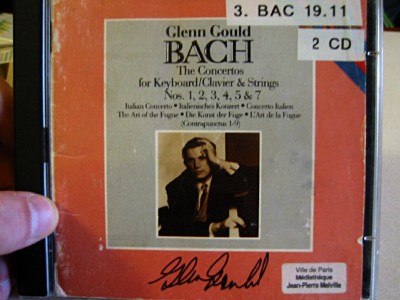 3. BAC 19.11
2 CD
Glenn Gould
BACH
The Concertos
for Keyboard/Clavier & Strings
Nos. 1, 2, 3, 4, 5 & 7
Italian Concerto • Italienisches Konzert • Concerto Italien
The Art of the Fugue • Die Kunst der Fuge • L'Art de la Fugue
(Contrapunctus 1-9)
Glenn Gould
Ville de Paris
Médiathèque
Jean-Pierre Melville